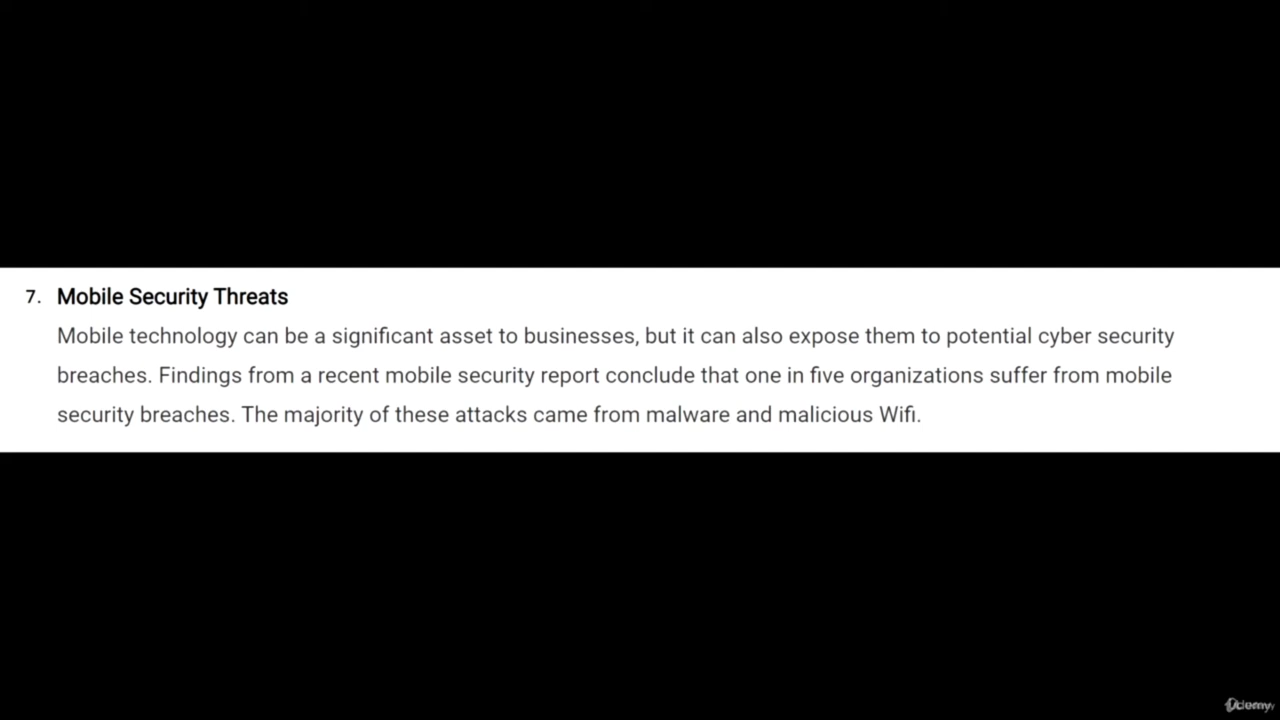 7. Mobile Security Threats
Mobile technology can be a significant asset to businesses, but it can also expose them to potential cyber security
breaches. Findings from a recent mobile security report conclude that one in five organizations suffer from mobile
security breaches. The majority of these attacks came from malware and malicious Wifi.
Udemy